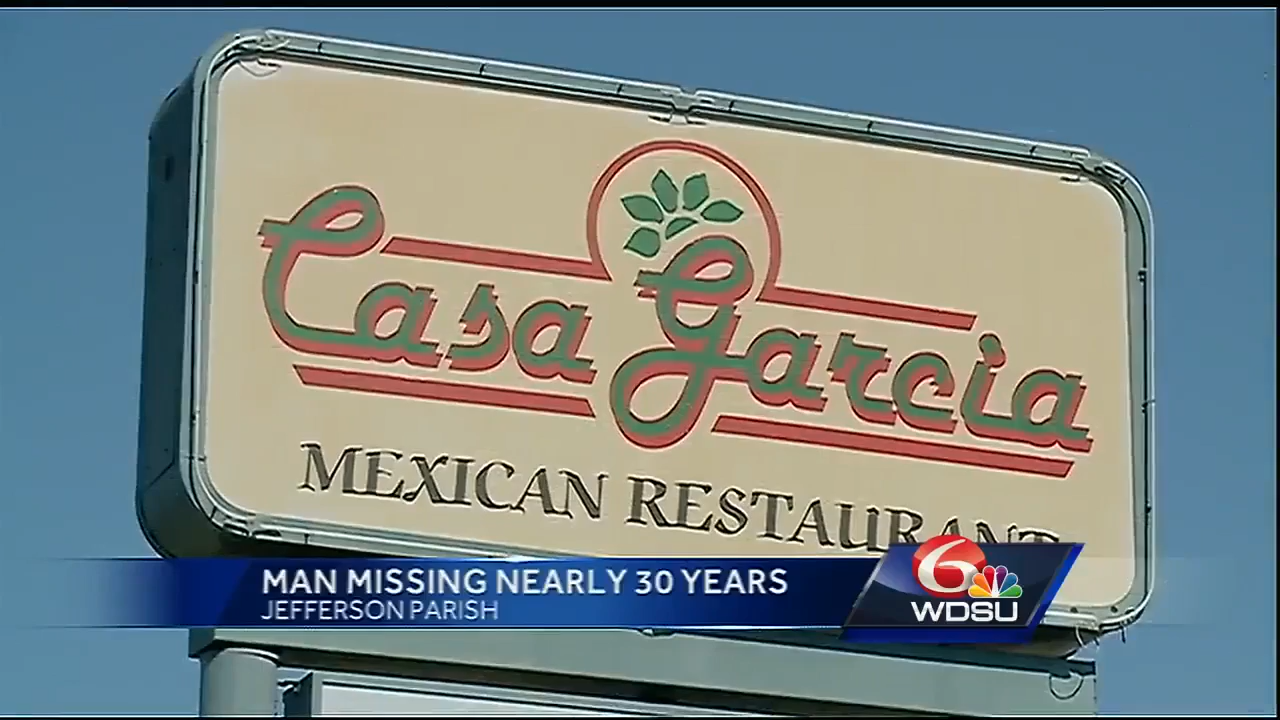 Casa Garcia
MEXICAN RESTAURANT
MAN MISSING NEARLY 30 YEARS
JEFFERSON PARISH
6
WDSU